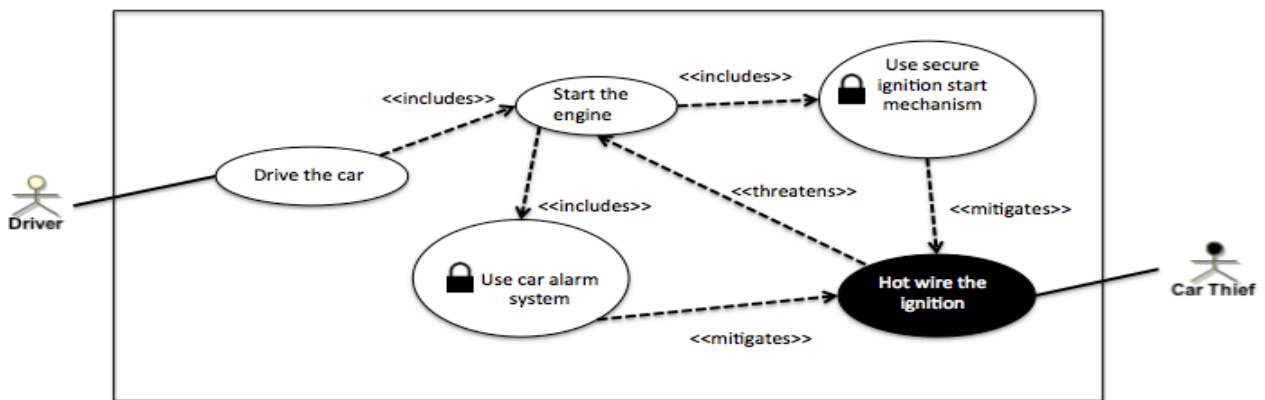 Use secure
ignition start
mechanism
<<includes>>
Start the
engine
<<includes>>
Drive the car
<<threatens>>
Driver
<<includes>>
<<mitigates>>
Use car alarm
system
Hot wire the
ignition
Car Thief
<<mitigates>>